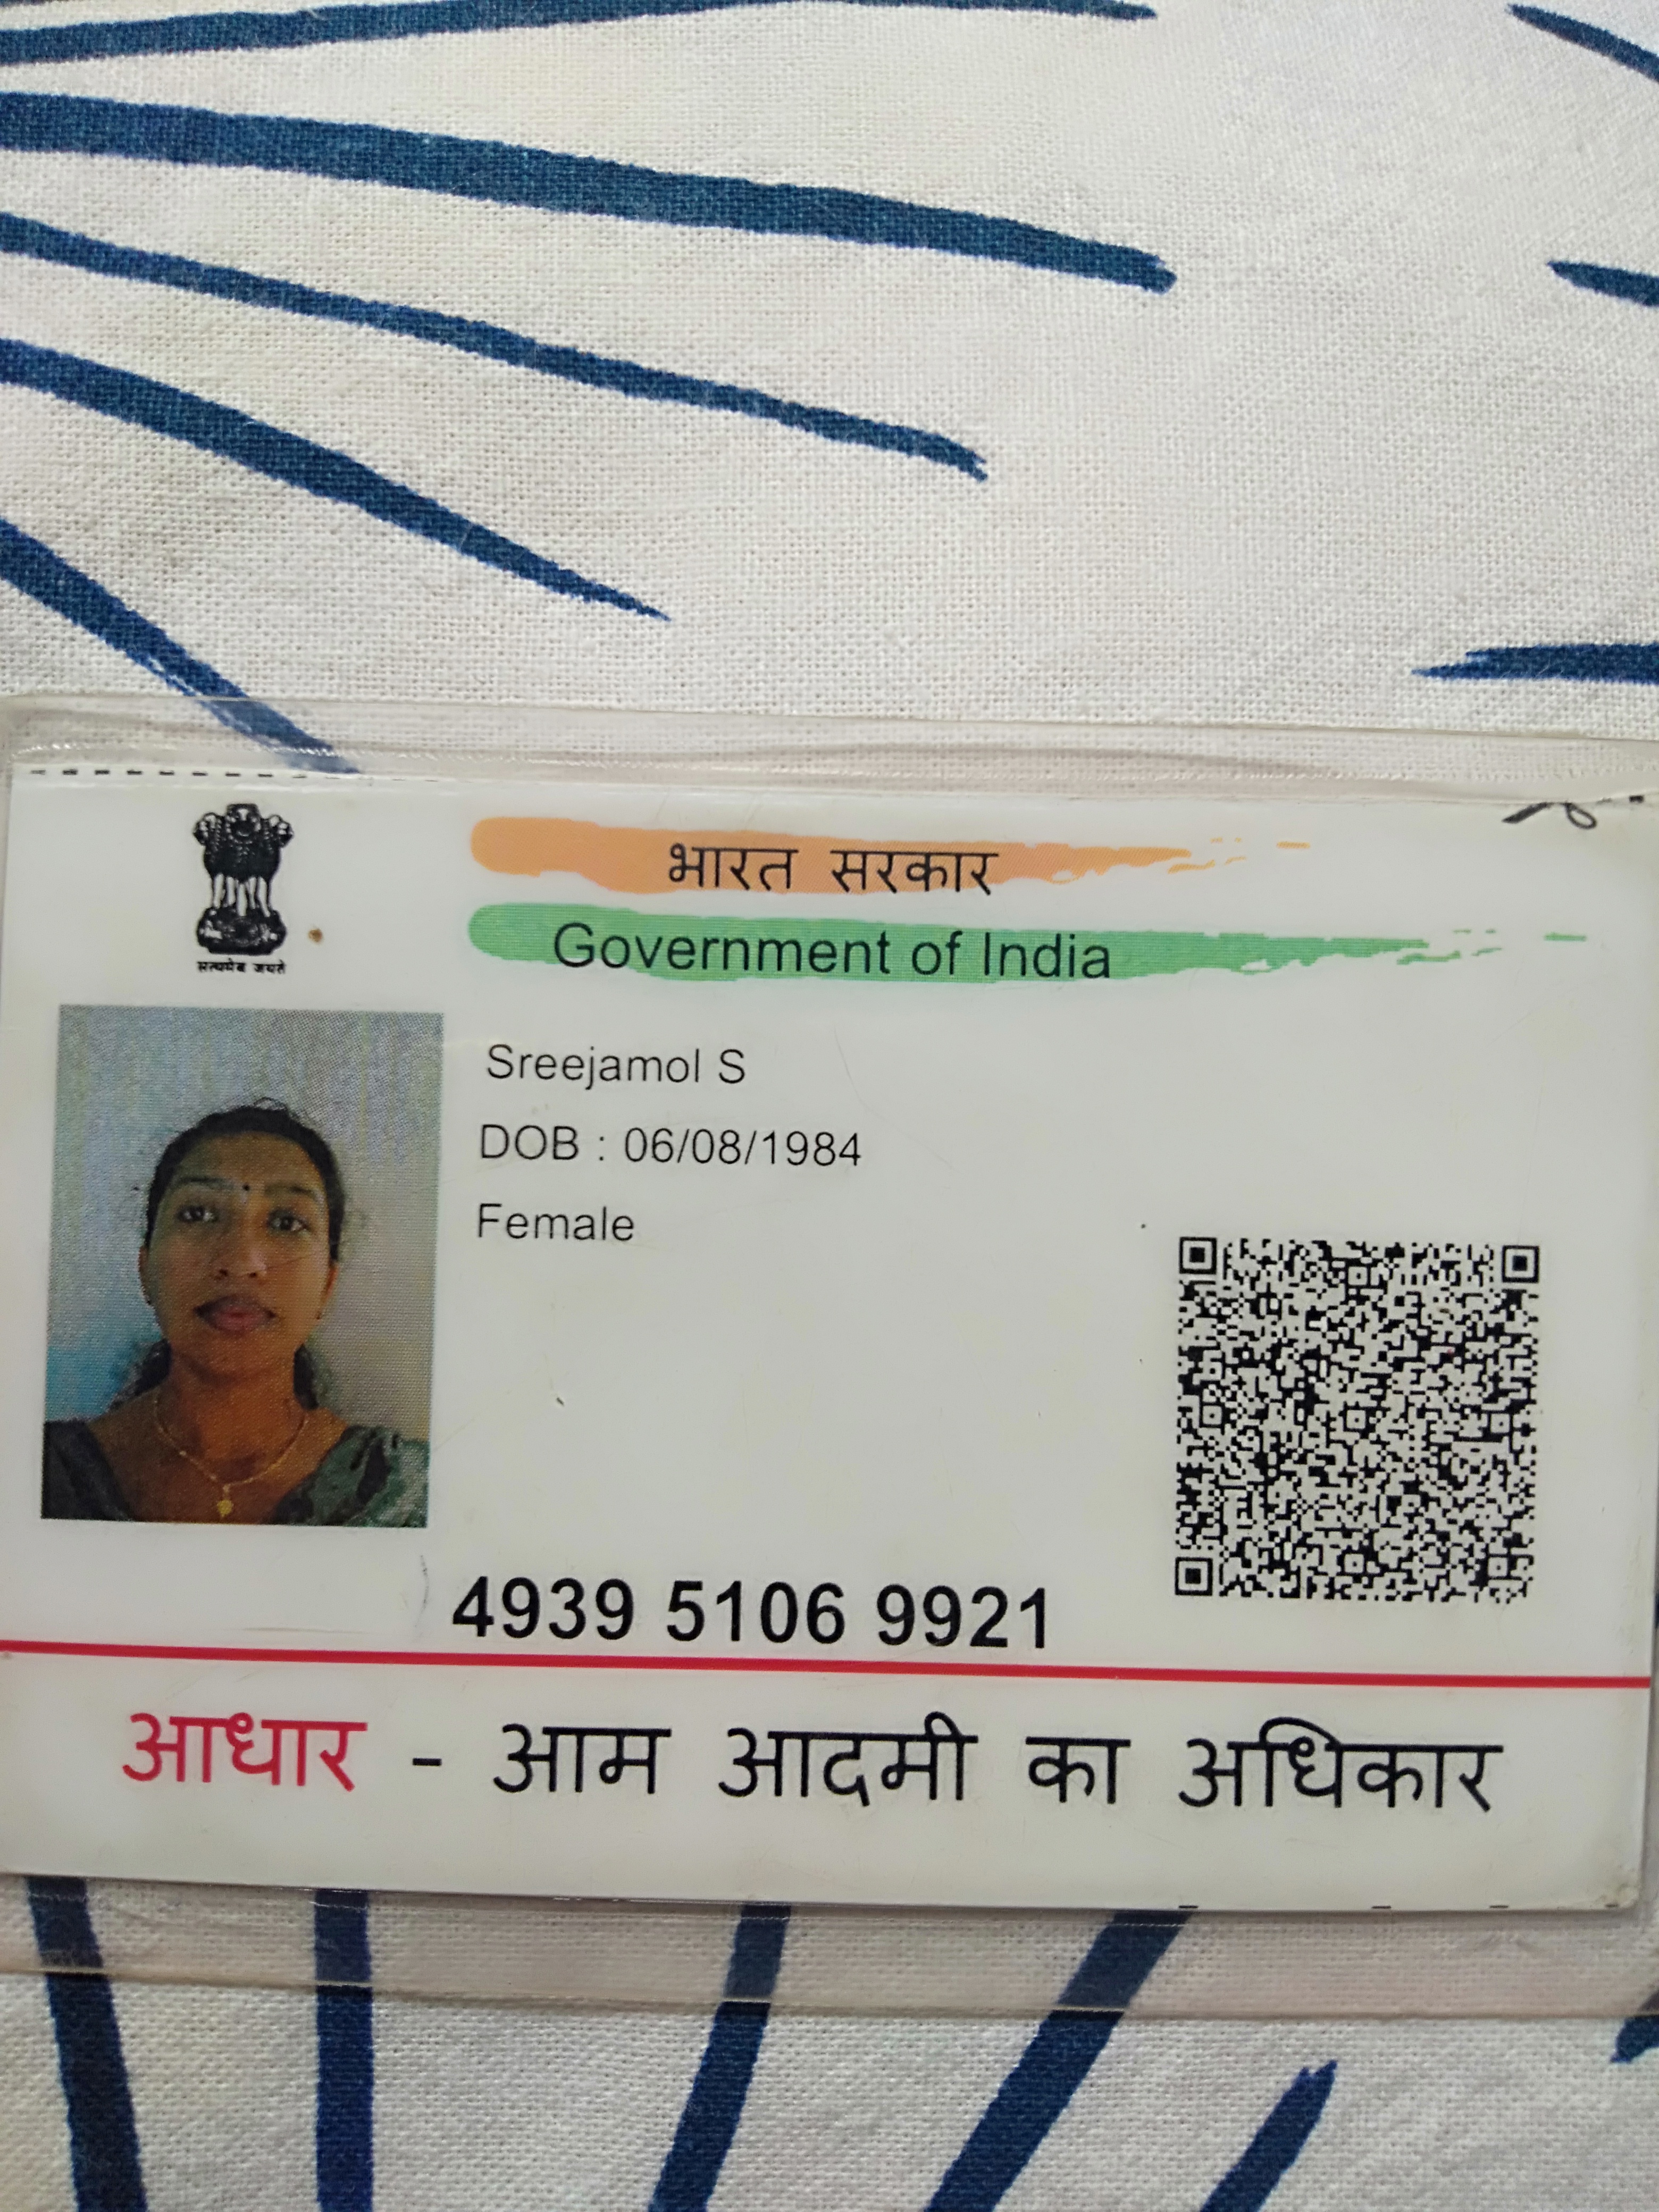 सत्यमेव जयते
भारत सरकार
Government of India
Sreejamol S
DOB : 06/08/1984
Female
4939 5106 9921
आधार - आम आदमी का अधिकार